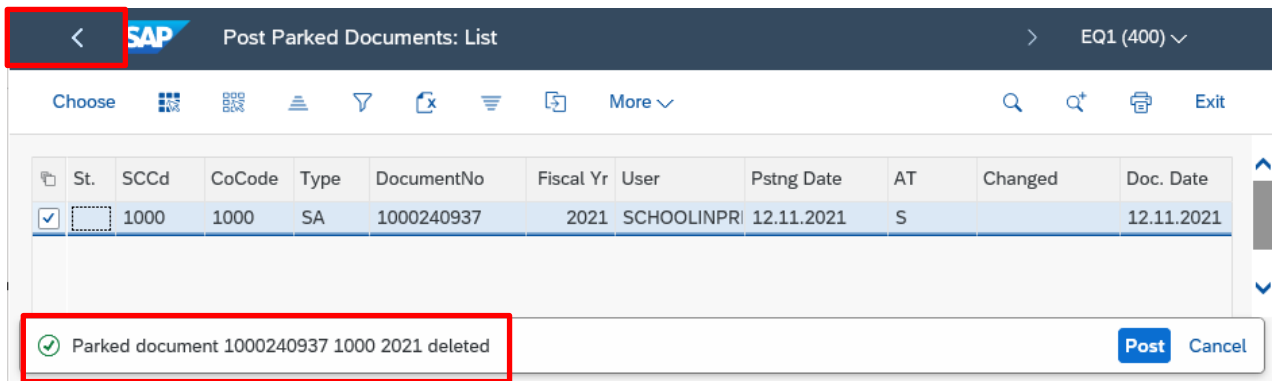 SAP Post Parked Documents: List EQ1 (400)
Choose More Exit
St. SCCd CoCode Type DocumentNo Fiscal Yr User Pstng Date AT Changed Doc. Date
1000 1000 SA 1000240937 2021 SCHOOLINPRI 12.11.2021 S 12.11.2021
Parked document 1000240937 1000 2021 deleted Post Cancel